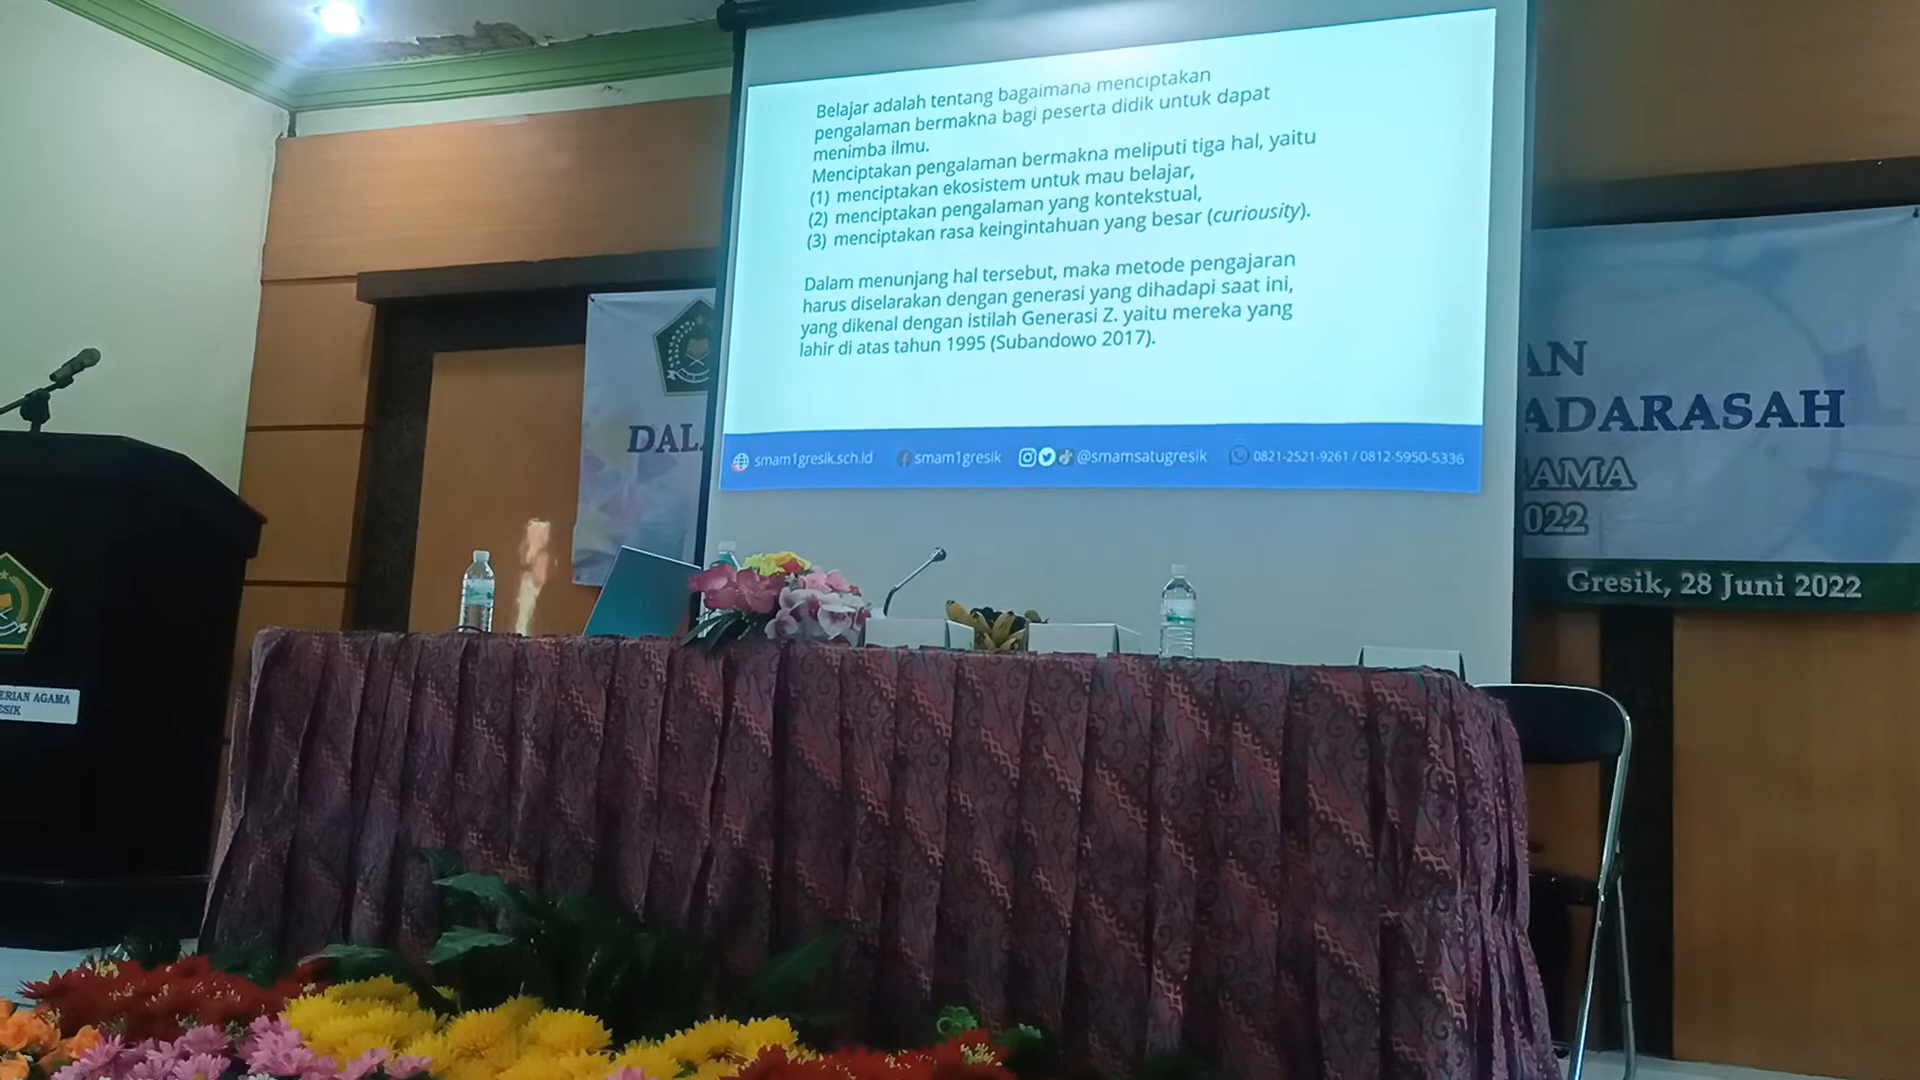 Belajar adalah tentang bagaimana menciptakan
pengalaman bermakna bagi peserta didik untuk dapat
menimba ilmu.
Menciptakan pengalaman bermakna meliputi tiga hal, yaitu
(1) menciptakan ekosistem untuk mau belajar,
(2) menciptakan pengalaman yang kontekstual,
(3) menciptakan rasa keingintahuan yang besar (curiousity).
Dalam menunjang hal tersebut, maka metode pengajaran
harus diselarakan dengan generasi yang dihadapi saat ini,
yang dikenal dengan istilah Generasi Z. yaitu mereka yang
lahir di atas tahun 1995 (Subandowo 2017).
smam1gresik.sch.id smam1gresik @smamsatugresik 0821-2521-9261 / 0812-5950-5336
DALA
AN
ADARASAH
AMA
022
Gresik, 28 Juni 2022
ERIAN AGAMA
ESIK